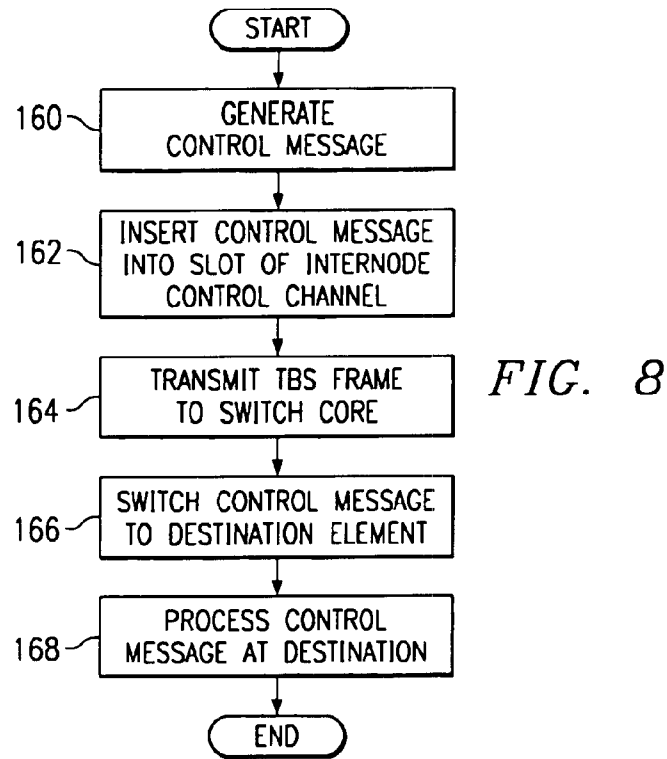 START
160
GENERATE
CONTROL MESSAGE
162
INSERT CONTROL MESSAGE
INTO SLOT OF INTERNODE
CONTROL CHANNEL
164
TRANSMIT TBS FRAME
TO SWITCH CORE
FIG. 8
166
SWITCH CONTROL MESSAGE
TO DESTINATION ELEMENT
168
PROCESS CONTROL
MESSAGE AT DESTINATION
END